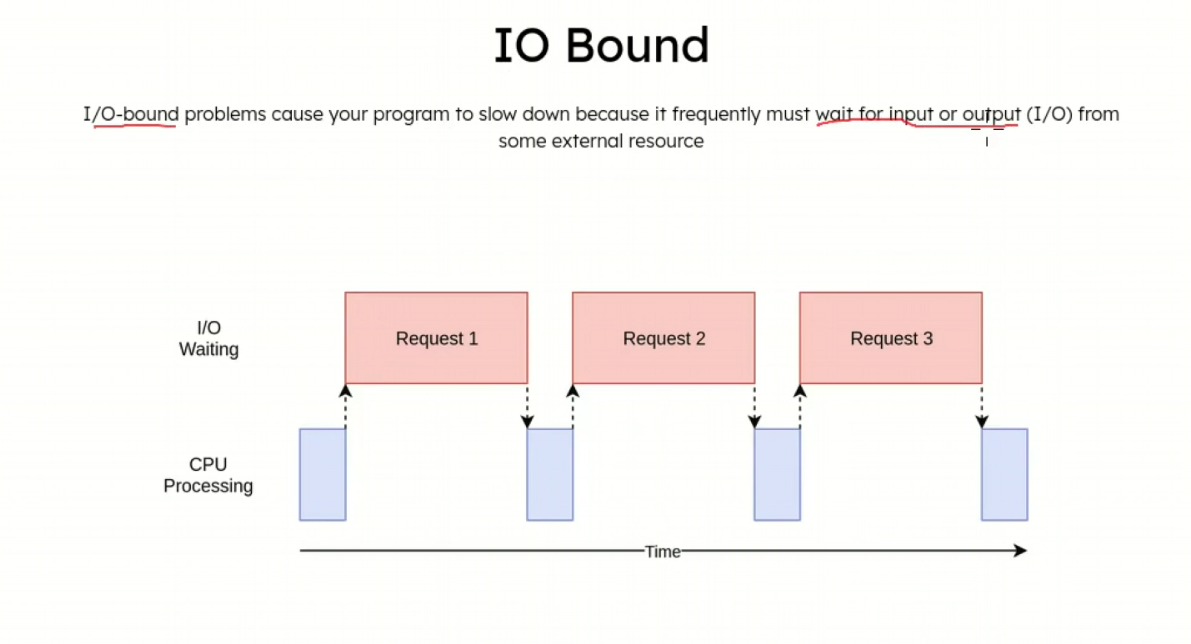 IO Bound
I/O-bound problems cause your program to slow down because it frequently must wait for input or output (I/O) from
some external resource
I/O
Waiting
Request 1
Request 2
Request 3
CPU
Processing
Time